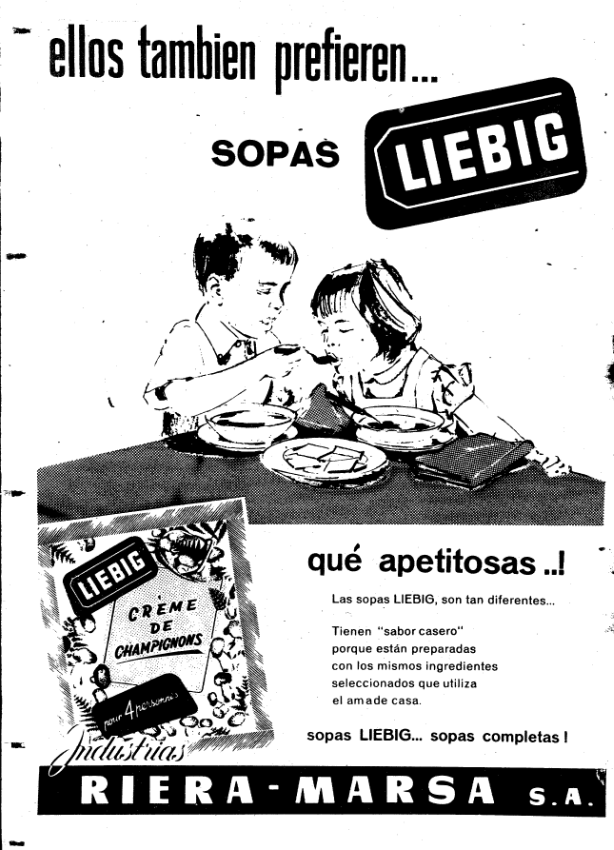 ellos tambien prefieren...
SOPAS
LIEBIG
qué apetitosas ..!
Las sopas LIEBIG, son tan diferentes...
Tienen "sabor casero"
porque están preparadas
con los mismos ingredientes
seleccionados que utiliza
el ama de casa.
sopas LIEBIG... sopas completas !
LIEBIG
CRÈME
DE
CHAMPIGNONS
pour 4 personnes
Industrias
RIERA-MARSA S.A.